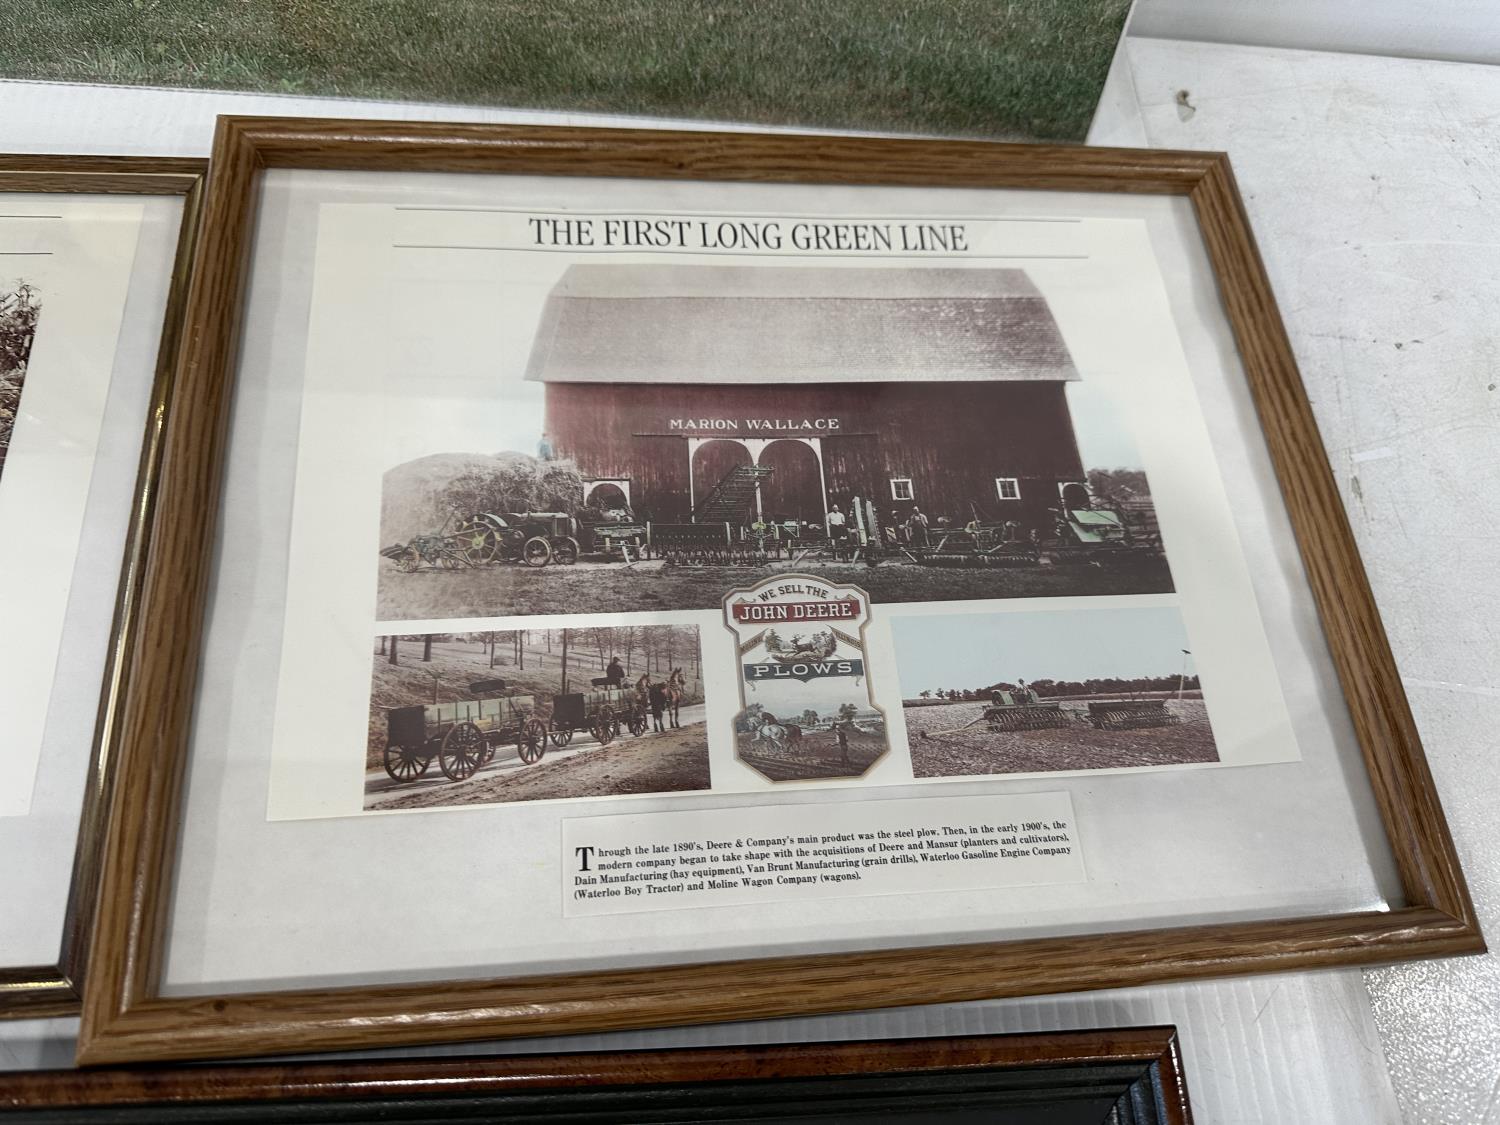 THE FIRST LONG GREEN LINE
MARION WALLACE
WE SELL THE
JOHN DEERE
PLOWS
Through the late 1890's, Deere & Company's main product was the steel plow. Then, in the early 1900's, the
modern company began to take shape with the acquisitions of Deere and Mansur (planters and cultivators),
Dain Manufacturing (hay equipment), Van Brunt Manufacturing (grain drills), Waterloo Gasoline Engine Company
(Waterloo Boy Tractor) and Moline Wagon Company (wagons).